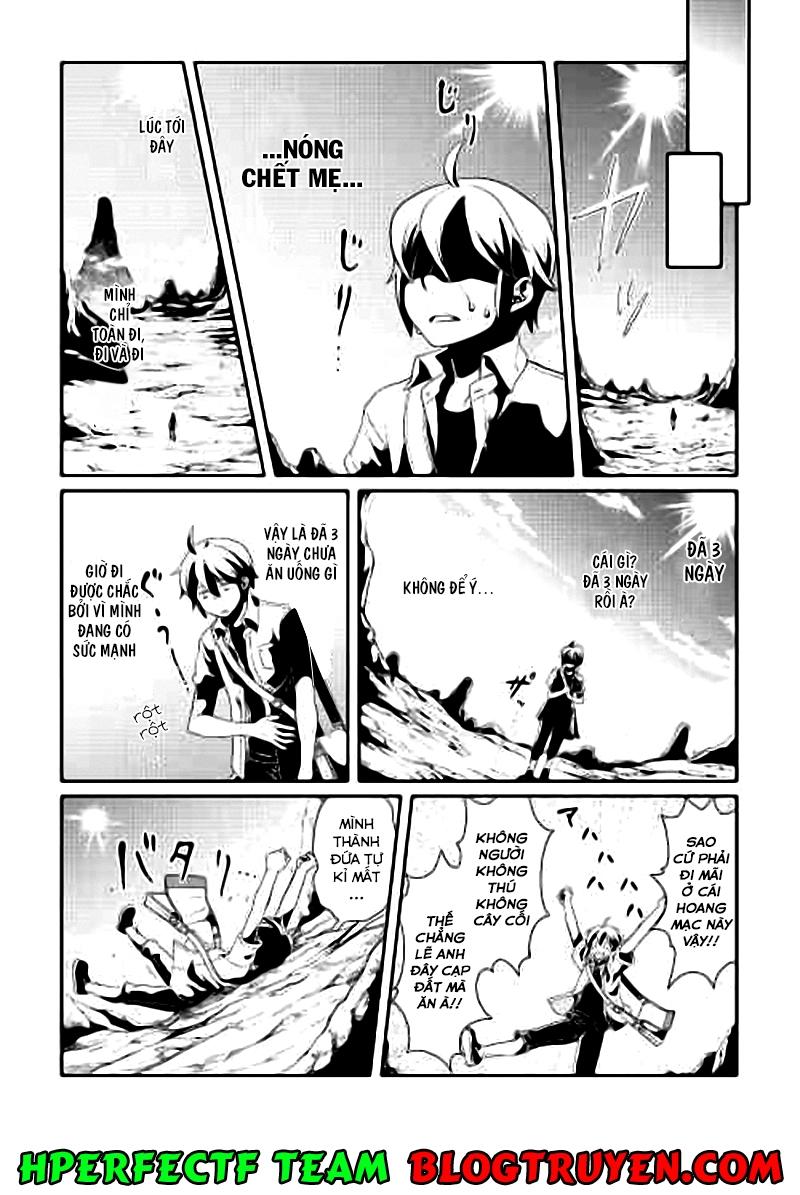 カッ
...NÓNG
CHẾT MẸ...
じり
じり
LÚC TỚI
ĐÂY
MÌNH
CHỈ
TOÀN ĐI,
ĐI VÀ ĐI
ĐÃ 3
NGÀY
CÁI GÌ?
ĐÃ 3 NGÀY
RỒI À?
KHÔNG ĐỂ Ý...
ザッ
VẬY LÀ ĐÃ 3
NGÀY CHƯA
ĂN UỐNG GÌ
GIỜ ĐI
ĐƯỢC CHẮC
BỞI VÌ MÌNH
ĐANG CÓ
SỨC MẠNH
ぐ~
rột
rột
SAO
CỨ PHẢI
ĐI MÃI
Ở CÁI
HOANG
MẠC NÀY
VẬY!!
KHÔNG
NGƯỜI
KHÔNG
THÚ
KHÔNG
CÂY CỐI
THẾ
CHẲNG
LẼ ANH
ĐÂY CẠP
ĐẤT MÀ
ĂN À!!
MÌNH
THÀNH
ĐỨA TỰ
KỈ MẤT
...
バタリ...
HPERFECTF TEAM BLOGTRUYEN.COM